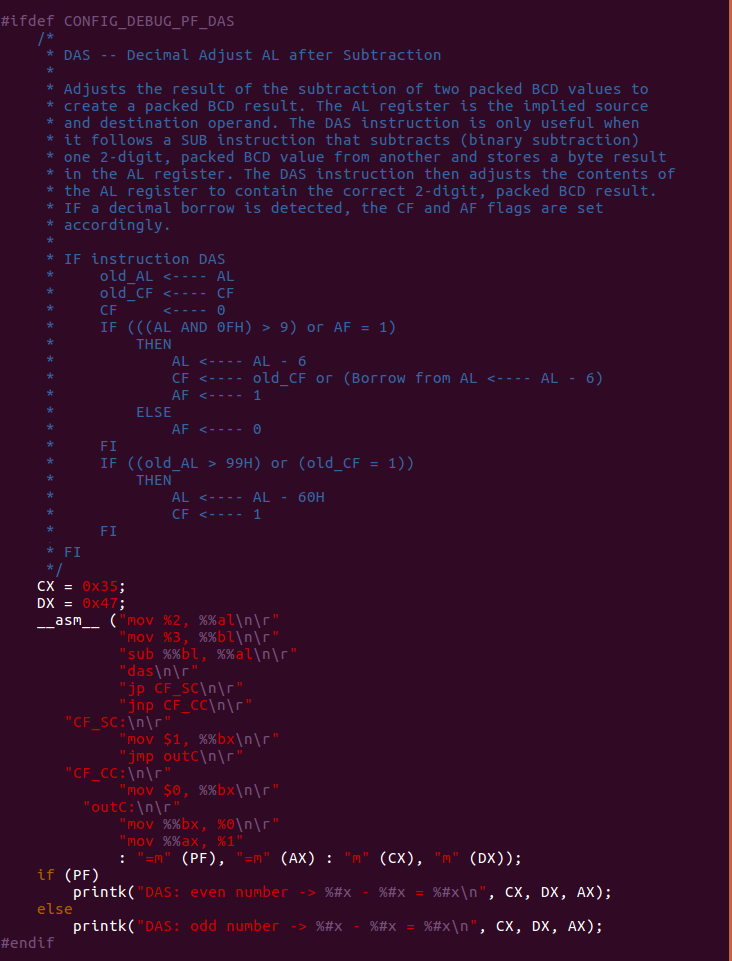 #ifdef CONFIG_DEBUG_PF_DAS
    /*
     * DAS -- Decimal Adjust AL after Subtraction
     *
     * Adjusts the result of the subtraction of two packed BCD values to
     * create a packed BCD result. The AL register is the implied source
     * and destination operand. The DAS instruction is only useful when
     * it follows a SUB instruction that subtracts (binary subtraction)
     * one 2-digit, packed BCD value from another and stores a byte result
     * in the AL register. The DAS instruction then adjusts the contents of
     * the AL register to contain the correct 2-digit, packed BCD result.
     * IF a decimal borrow is detected, the CF and AF flags are set
     * accordingly.
     *
     * IF instruction DAS
     *     old_AL <---- AL
     *     old_CF <---- CF
     *     CF     <---- 0
     *     IF (((AL AND 0FH) > 9) or AF = 1)
     *         THEN
     *             AL <---- AL - 6
     *             CF <---- old_CF or (Borrow from AL <---- AL - 6)
     *             AF <---- 1
     *         ELSE
     *             AF <---- 0
     *     FI
     *     IF ((old_AL > 99H) or (old_CF = 1))
     *         THEN
     *             AL <---- AL - 60H
     *             CF <---- 1
     *     FI
     * FI
     */
    CX = 0x35;
    DX = 0x47;
    __asm__ ("mov %2, %%al\n\r"
             "mov %3, %%bl\n\r"
             "sub %%bl, %%al\n\r"
             "das\n\r"
             "jp CF_SC\n\r"
             "jnp CF_CC\n\r"
       "CF_SC:\n\r"
             "mov $1, %%bx\n\r"
             "jmp outC\n\r"
       "CF_CC:\n\r"
             "mov $0, %%bx\n\r"
         "outC:\n\r"
             "mov %%bx, %0\n\r"
             "mov %%ax, %1"
             : "=m" (PF), "=m" (AX) : "m" (CX), "m" (DX));
    if (PF)
        printk("DAS: even number -> %#x - %#x = %#x\n", CX, DX, AX);
    else
        printk("DAS: odd number -> %#x - %#x = %#x\n", CX, DX, AX);
#endif